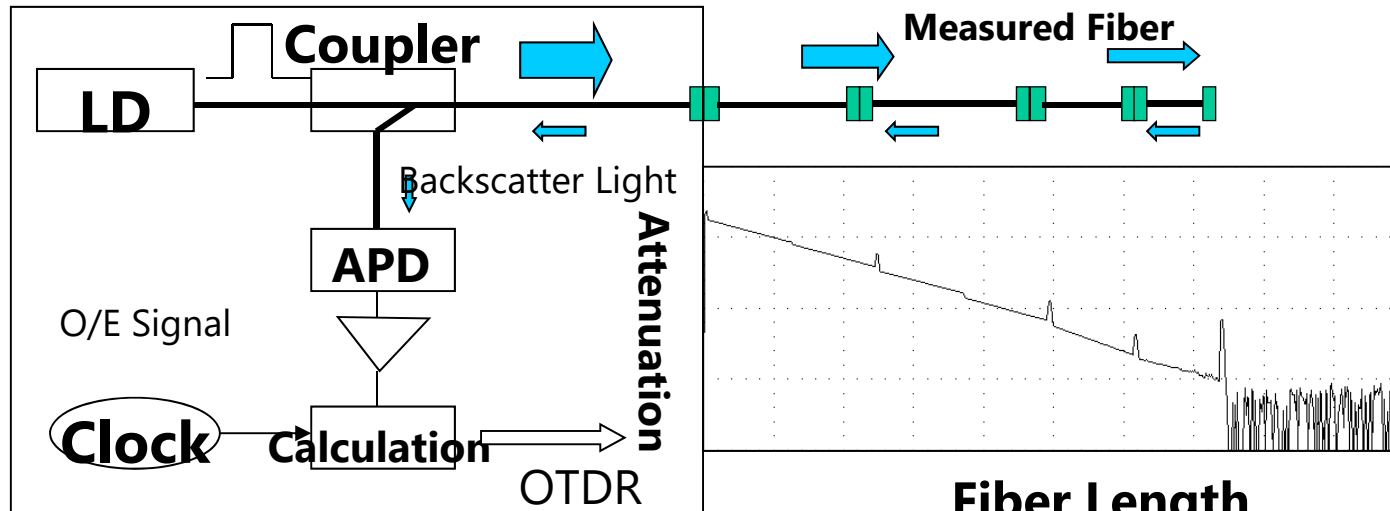 Coupler
Measured Fiber
LD
Backscatter Light
Attenuation
APD
O/E Signal
Clock
Calculation
OTDR
Fiber Length